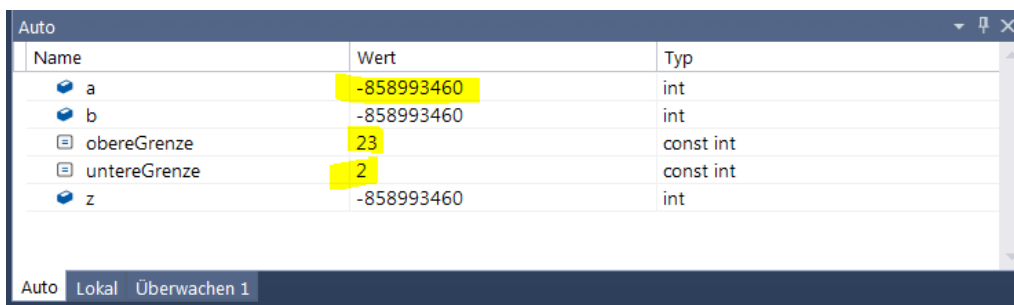 Auto
Name Wert Typ
a -858993460 int
b -858993460 int
obereGrenze 23 const int
untereGrenze 2 const int
z -858993460 int
Auto Lokal Überwachen 1